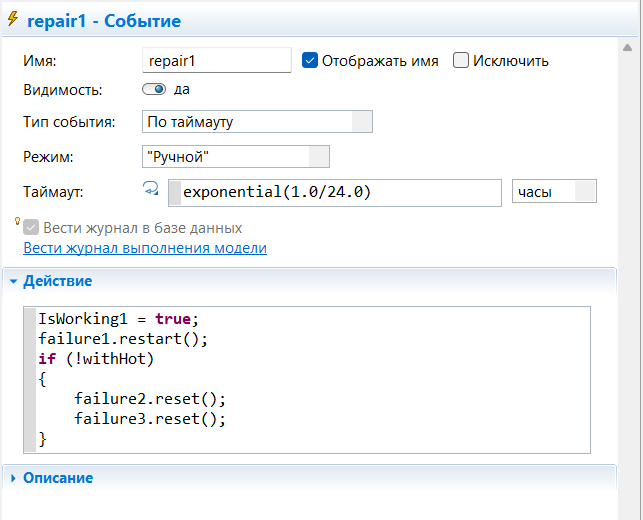 repair1 - Событие
Имя: repair1 Отображать имя Исключить
Видимость: да
Тип события: По таймауту
Режим: "Ручной"
Таймаут: exponential(1.0/24.0) часы
Вести журнал в базе данных
Вести журнал выполнения модели
Действие
IsWorking1 = true;
failure1.restart();
if (!withHot)
{
    failure2.reset();
    failure3.reset();
}
Описание